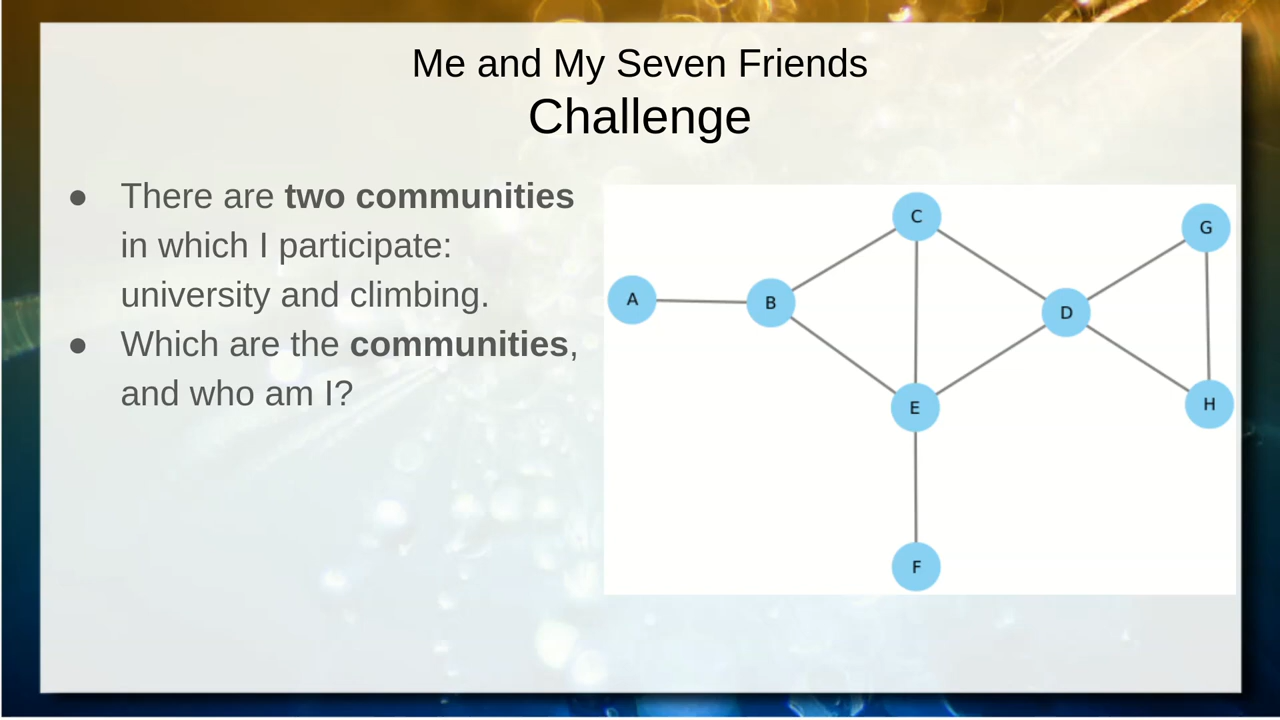 Me and My Seven Friends
Challenge
● There are two communities
in which I participate:
university and climbing.
● Which are the communities,
and who am I?
C
G
A
B
D
E
H
F